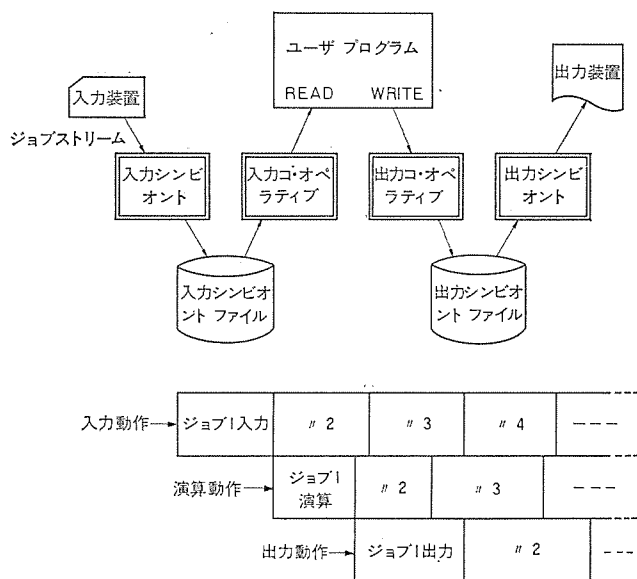 ユーザ プログラム
READ WRITE
入力装置
出力装置
ジョブストリーム
入力シンビ
オント
入力コ・オペ
ラティブ
出力コ・オペ
ラティブ
出力シンビ
オント
入力シンビオ
ント ファイル
出力シンビオ
ント ファイル
入力動作 ジョブ1入力 〃 2 〃 3 〃 4 ---
演算動作 ジョブ1
演算 〃 2 〃 3 ---
出力動作 ジョブ1出力 〃 2 ---